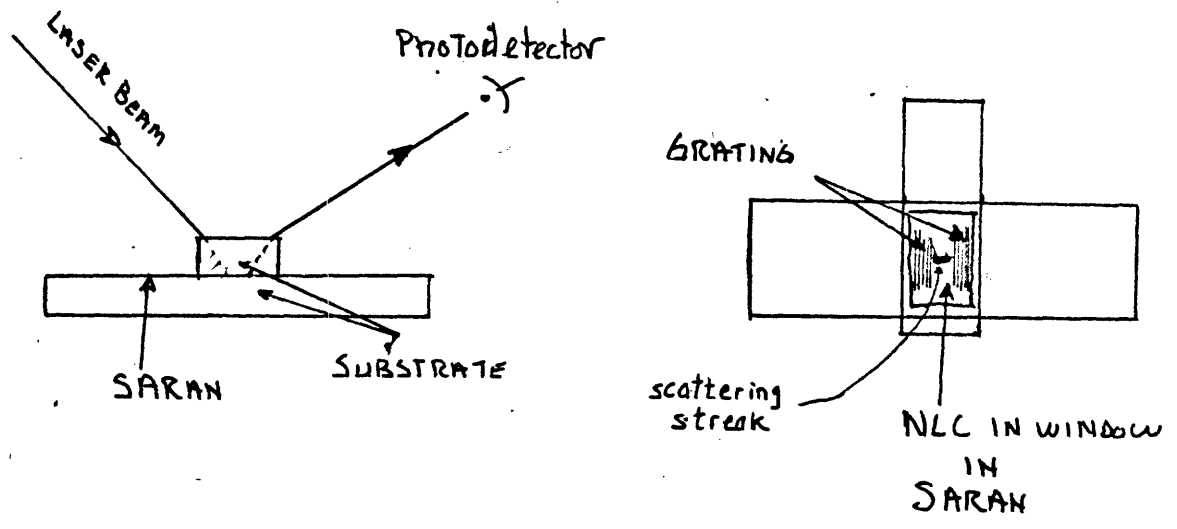 LASER BEAM
Photodetector
SARAN
SUBSTRATE
GRATING
scattering
streak
NLC IN WINDOW
IN
SARAN